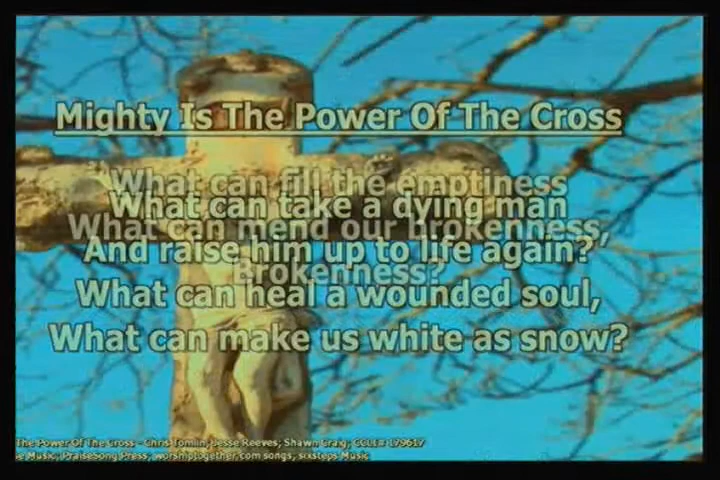 Mighty Is The Power Of The Cross
What can fill the emptiness
What can take a dying man
What can mend our brokenness,
And raise him up to life again?
Brokenness?
What can heal a wounded soul,
What can make us white as snow?
The Power Of The Cross - Chris Tomlin, Jesse Reeves, Shawn Craig, CCLI# 179617
se Music, PraiseSong Press, worshiptogether.com songs, sixsteps Music